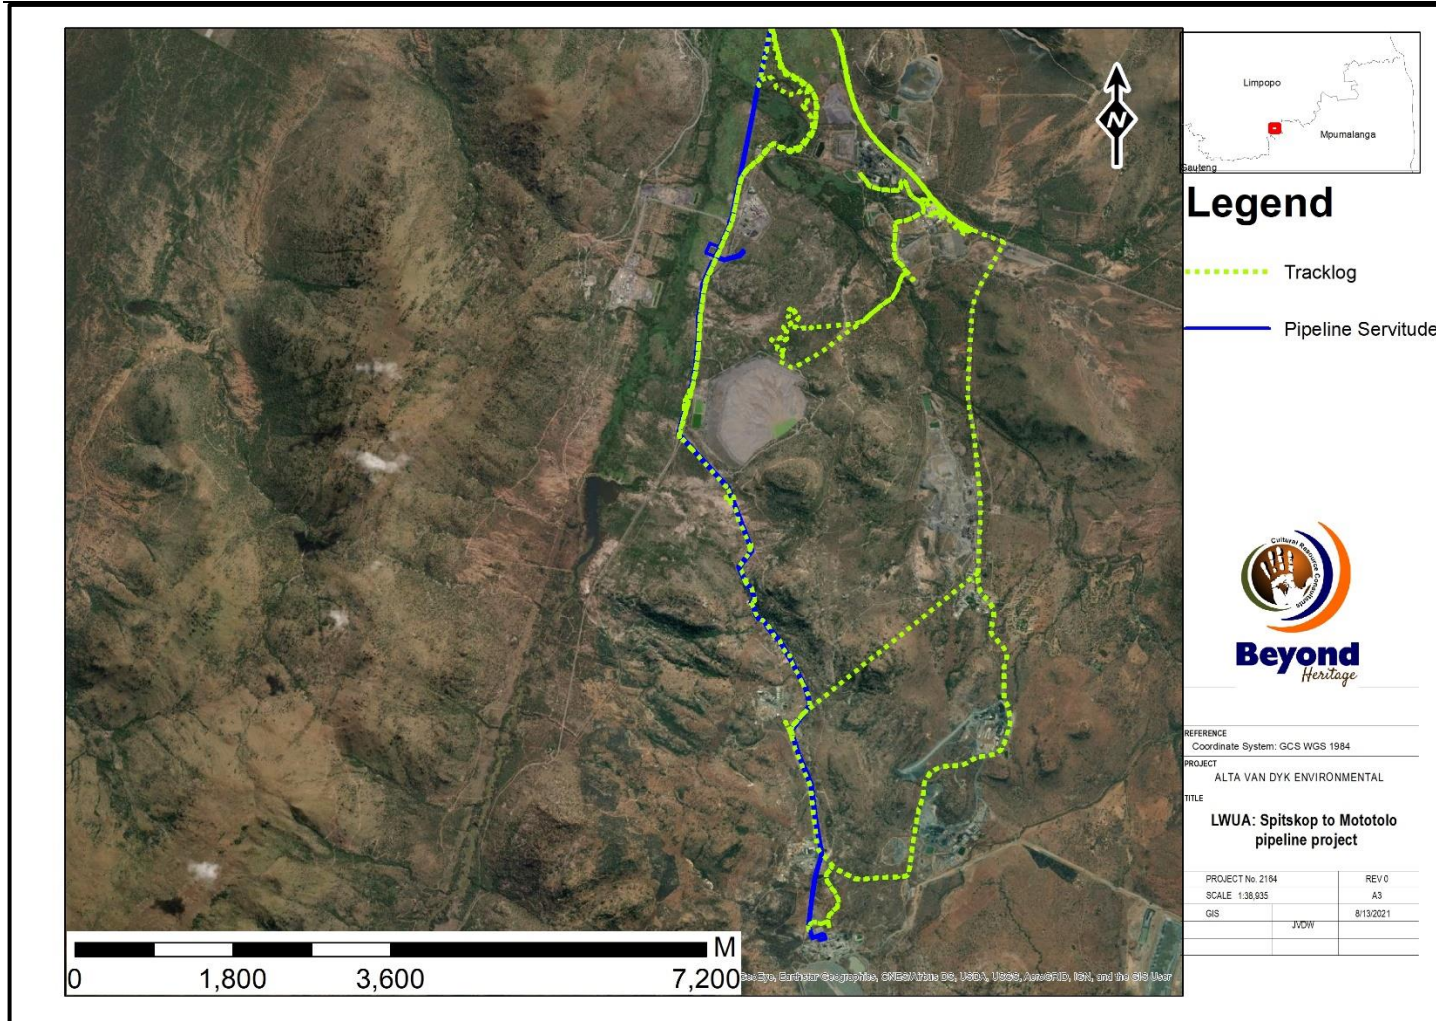 N
Limpopo
Mpumalanga
Gauteng
Legend
Tracklog
Pipeline Servitude
Cultural Resource Consultants
Beyond
Heritage
REFERENCE
Coordinate System: GCS WGS 1984
PROJECT
ALTA VAN DYK ENVIRONMENTAL
TITLE
LWUA: Spitskop to Mototolo
pipeline project
PROJECT No. 2164 REV 0
SCALE 1:38,935 A3
GIS JVDW 8/13/2021
M
0 1,800 3,600 7,200
GeoEye, Earthstar Geographics, CNES/Airbus DS, USDA, USGS, AeroGRID, IGN, and the GIS User